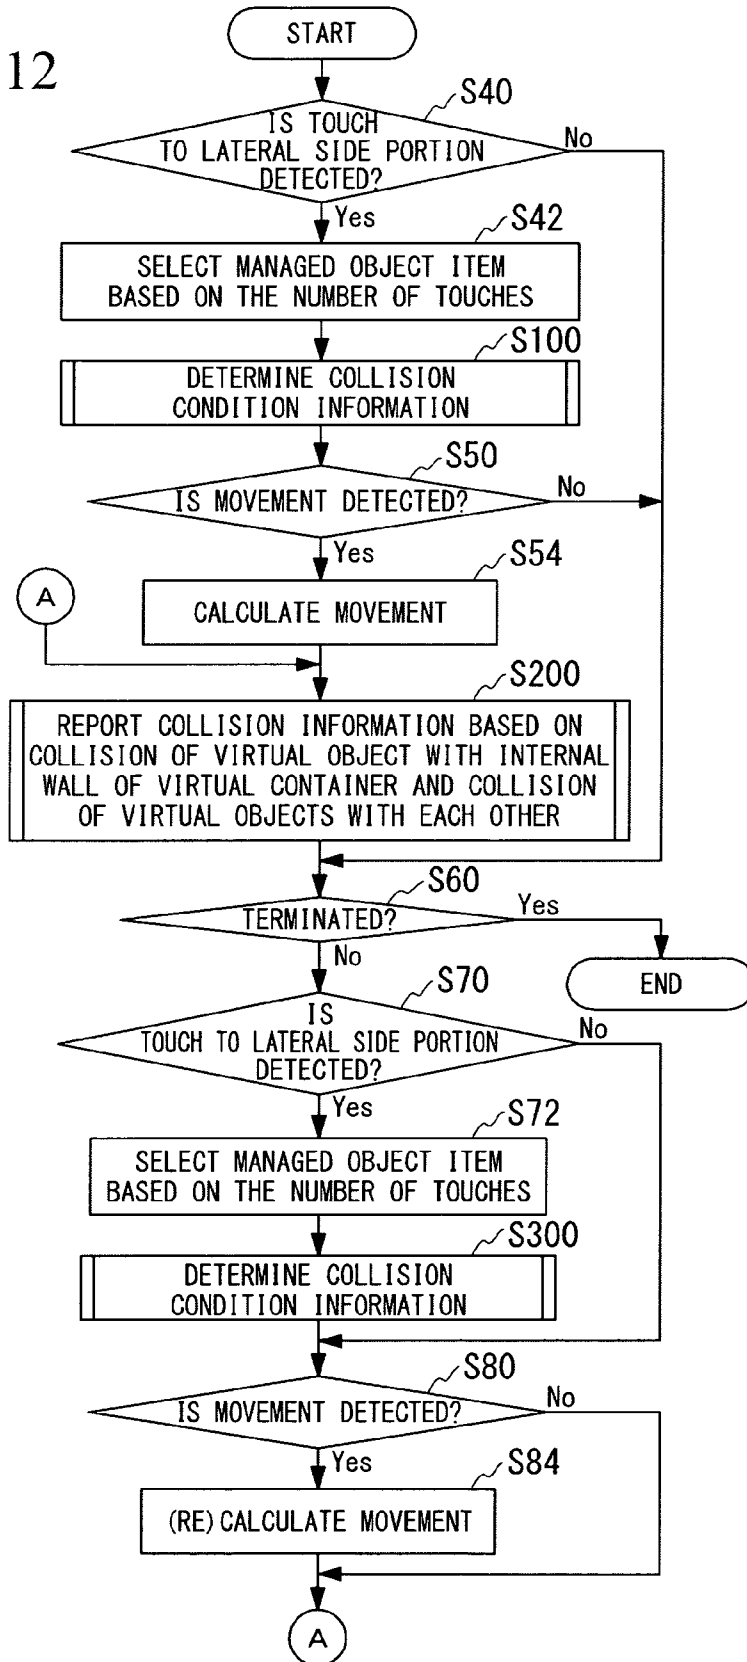 START
12
S40
IS TOUCH
TO LATERAL SIDE PORTION
DETECTED?
No
Yes
S42
SELECT MANAGED OBJECT ITEM
BASED ON THE NUMBER OF TOUCHES
S100
DETERMINE COLLISION
CONDITION INFORMATION
S50
IS MOVEMENT DETECTED?
No
Yes
S54
A
CALCULATE MOVEMENT
S200
REPORT COLLISION INFORMATION BASED ON
COLLISION OF VIRTUAL OBJECT WITH INTERNAL
WALL OF VIRTUAL CONTAINER AND COLLISION
OF VIRTUAL OBJECTS WITH EACH OTHER
S60
TERMINATED?
Yes
No
END
S70
IS
TOUCH TO LATERAL SIDE PORTION
DETECTED?
No
Yes
S72
SELECT MANAGED OBJECT ITEM
BASED ON THE NUMBER OF TOUCHES
S300
DETERMINE COLLISION
CONDITION INFORMATION
S80
IS MOVEMENT DETECTED?
No
Yes
S84
(RE)CALCULATE MOVEMENT
A